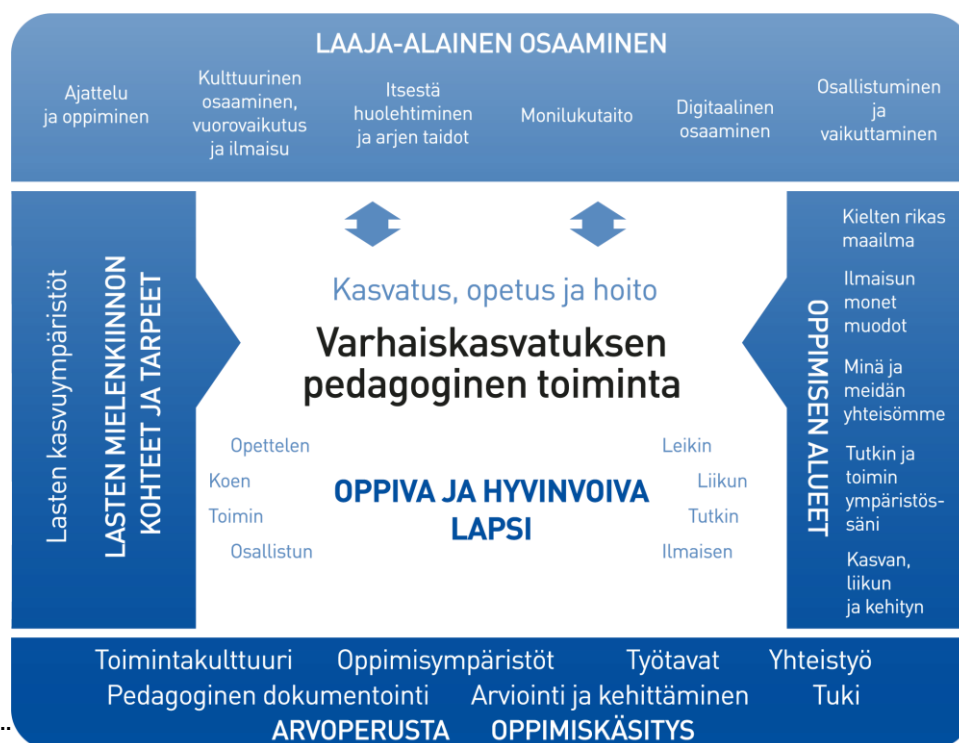 LAAJA-ALAINEN OSAAMINEN
Ajattelu
ja oppiminen
Kulttuurinen
osaaminen,
vuorovaikutus
ja ilmaisu
Itsestä
huolehtiminen
ja arjen taidot
Monilukutaito
Digitaalinen
osaaminen
Osallistuminen
ja
vaikuttaminen
Lasten kasvuympäristöt
LASTEN MIELENKIINNON
KOHTEET JA TARPEET
Kasvatus, opetus ja hoito
Varhaiskasvatuksen
pedagoginen toiminta
Opettelen
Koen
Toimin
Osallistun
OPPIVA JA HYVINVOIVA
LAPSI
Leikin
Liikun
Tutkin
Ilmaisen
OPPIMISEN ALUEET
Kielten rikas
maailma
Ilmaisun
monet
muodot
Minä ja
meidän
yhteisömme
Tutkin ja
toimin
ympäristös-
säni
Kasvan,
liikun
ja kehityn
Toimintakulttuuri Oppimisympäristöt Työtavat Yhteistyö
Pedagoginen dokumentointi Arviointi ja kehittäminen Tuki
ARVOPERUSTA OPPIMISKÄSITYS
..